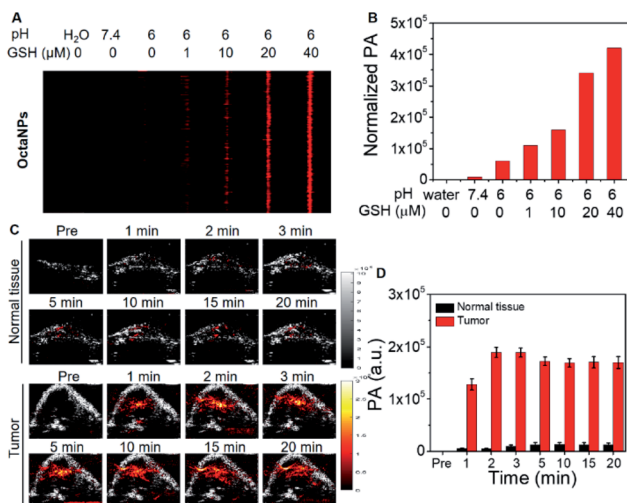 A
pH H₂O 7.4 6 6 6 6 6
GSH (μM) 0 0 0 1 10 20 40
OctaNPs
B
Normalized PA
5x10⁵
4x10⁵
3x10⁵
2x10⁵
1x10⁵
0
pH water 7.4 6 6 6 6 6
GSH (μM) 0 0 0 1 10 20 40
C
Normal tissue
Pre 1 min 2 min 3 min
5 min 10 min 15 min 20 min
Tumor
Pre 1 min 2 min 3 min
5 min 10 min 15 min 20 min
D
PA (a.u.)
3x10⁵
2x10⁵
1x10⁵
0
Normal tissue
Tumor
Pre 1 2 3 5 10 15 20
Time (min)